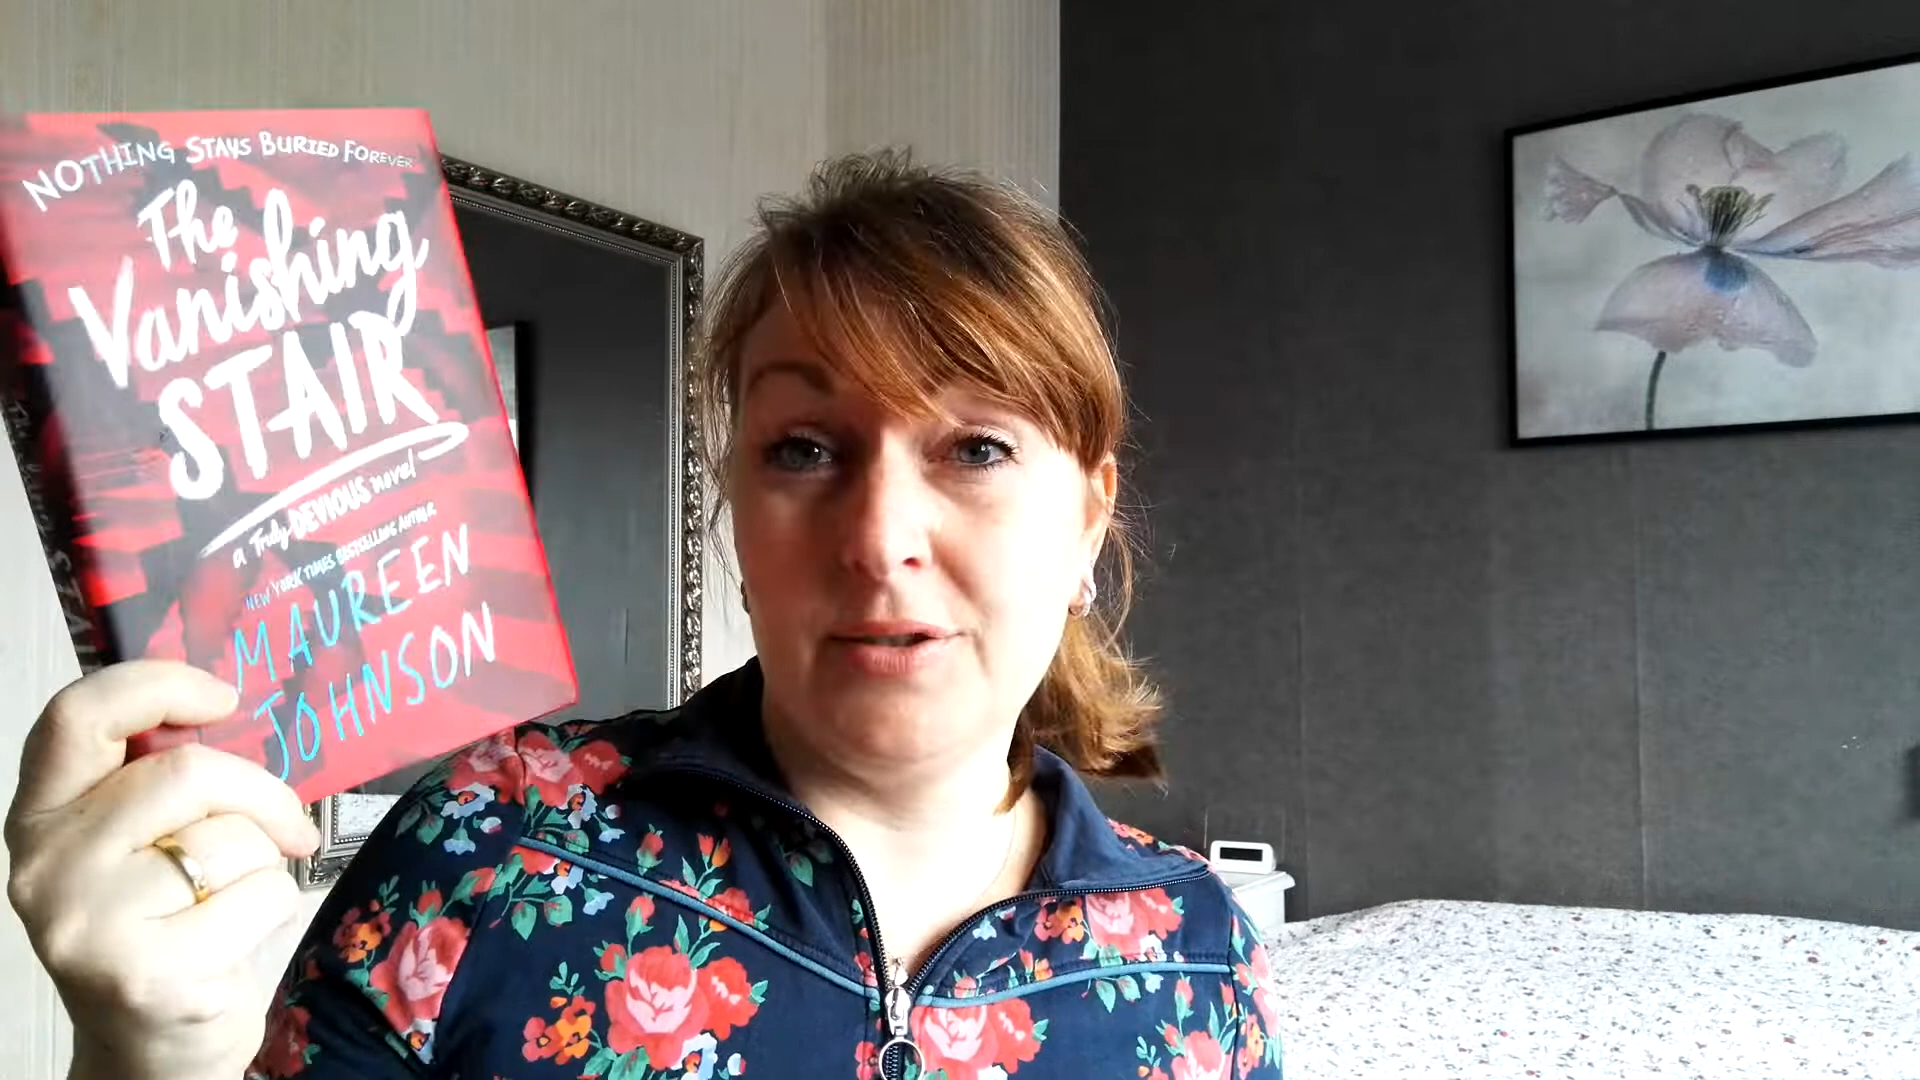 NOTHING STAYS BURIED FOREVER
The
Vanishing
STAIR
a Truly DEVIOUS novel
NEW YORK TIMES BESTSELLING AUTHOR
MAUREEN
JOHNSON